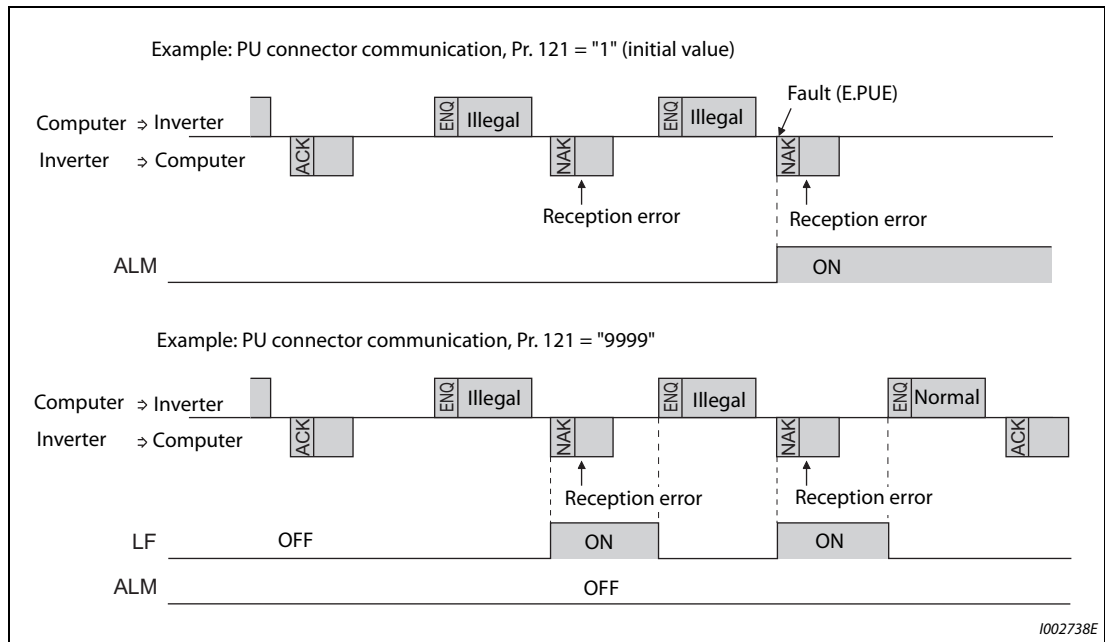 Example: PU connector communication, Pr. 121 = "1" (initial value)
Fault (E.PUE)
Computer ⇒ Inverter
ENQ Illegal ENQ Illegal
Inverter ⇒ Computer
ACK NAK NAK
Reception error Reception error
ALM ON
Example: PU connector communication, Pr. 121 = "9999"
Computer ⇒ Inverter
ENQ Illegal ENQ Illegal ENQ Normal
Inverter ⇒ Computer
ACK NAK NAK ACK
Reception error Reception error
LF OFF ON ON
ALM OFF
I002738E